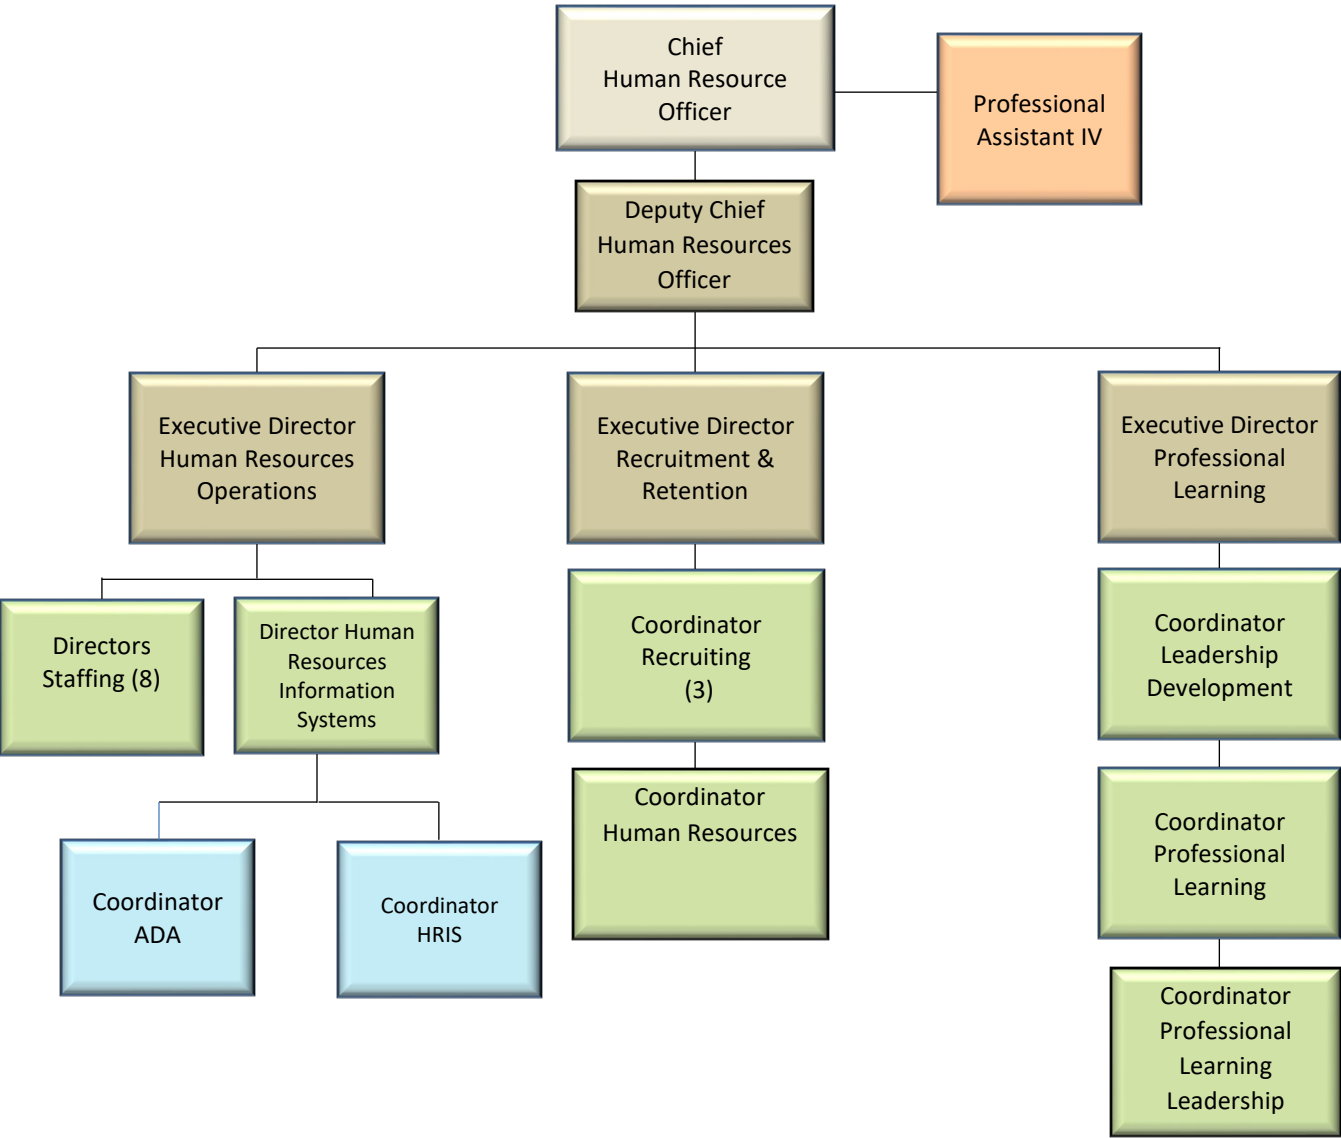 Chief
Human Resource
Officer
Professional
Assistant IV
Deputy Chief
Human Resources
Officer
Executive Director
Human Resources
Operations
Executive Director
Recruitment &
Retention
Executive Director
Professional
Learning
Directors
Staffing (8)
Director Human
Resources
Information
Systems
Coordinator
Recruiting
(3)
Coordinator
Leadership
Development
Coordinator
ADA
Coordinator
HRIS
Coordinator
Human Resources
Coordinator
Professional
Learning
Coordinator
Professional
Learning
Leadership